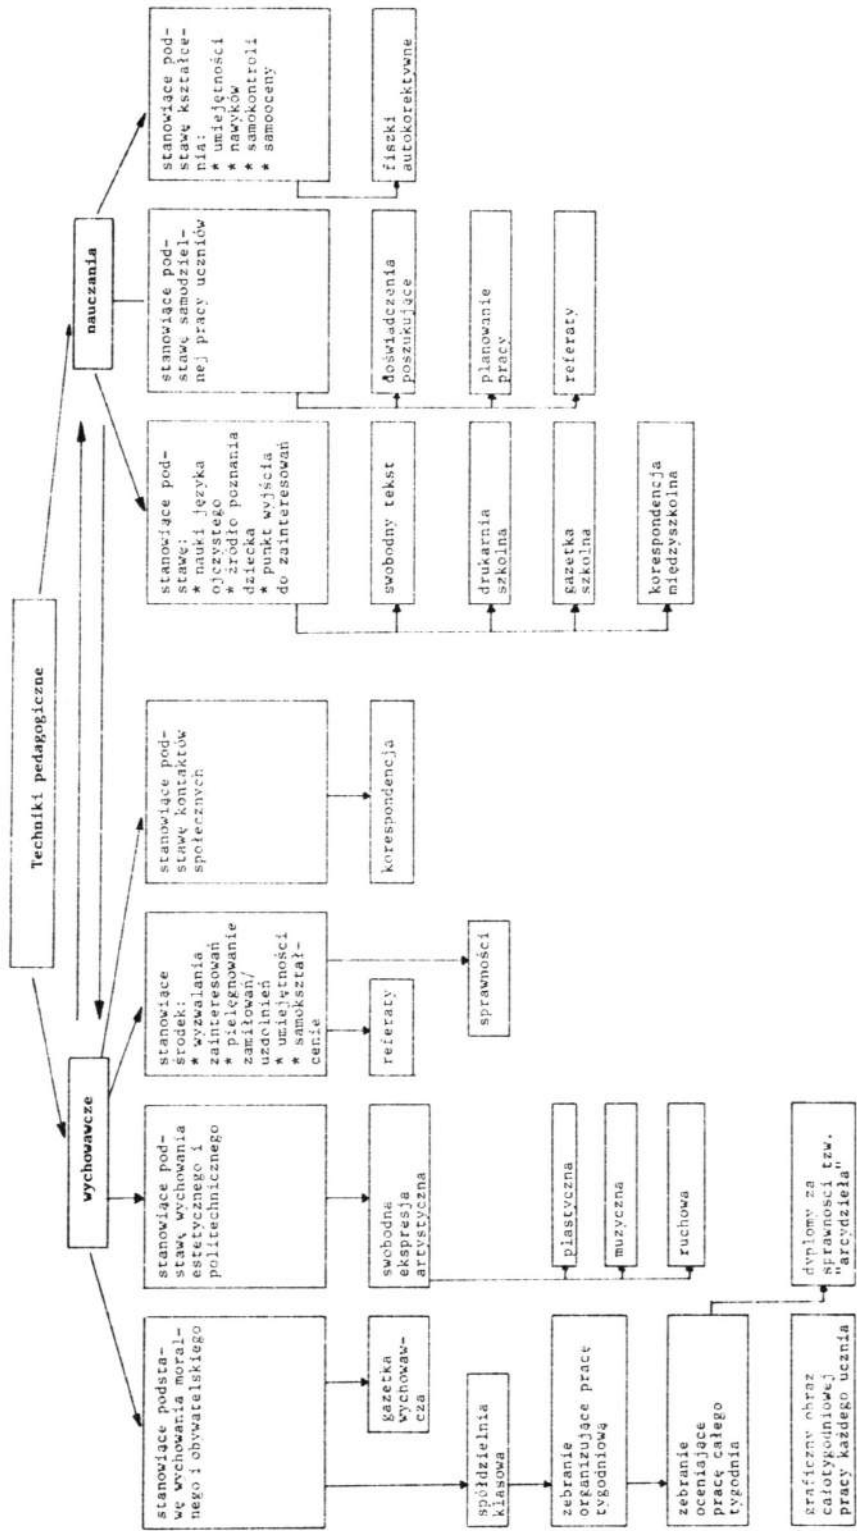 Techniki pedagogiczne
wychowawcze
nauczania
stanowiące podsta-
wę wychowania moral-
nego i obywatelskiego
stanowiące pod-
stawę wychowania
estetycznego i
politechnicznego
stanowiące
środek:
* wyzwalania
zainteresowań
* pielęgnowanie
zamiłowań/
uzdolnień
* umiejętności
* samokształ-
cenie
stanowiące pod-
stawę kontaktów
społecznych
stanowiące pod-
stawę:
* nauki języka
ojczystego
* źródło poznania
dziecka
* punkt wyjścia
do zainteresowań
stanowiące pod-
stawę samodziel-
nej pracy uczniów
stanowiące pod-
stawę kształce-
nia:
* umiejętności
* nawyków
* samokontroli
* samooceny
gazetka
wychowaw-
cza
swobodna
ekspresja
artystyczna
referaty
korespondencja
swobodny tekst
doświadczenia
poszukujące
fiszki
autokorektywne
spółdzielnia
klasowa
sprawności
drukarnia
szkolna
planowanie
pracy
zebranie
organizujące pracę
tygodniową
plastyczna
muzyczna
ruchowa
gazetka
szkolna
referaty
zebranie
oceniające
pracę całego
tygodnia
korespondencja
międzyszkolna
graficzny obraz
całotygodniowej
pracy każdego ucznia
dyplomy za
sprawności tzw.
"arcydzieła"